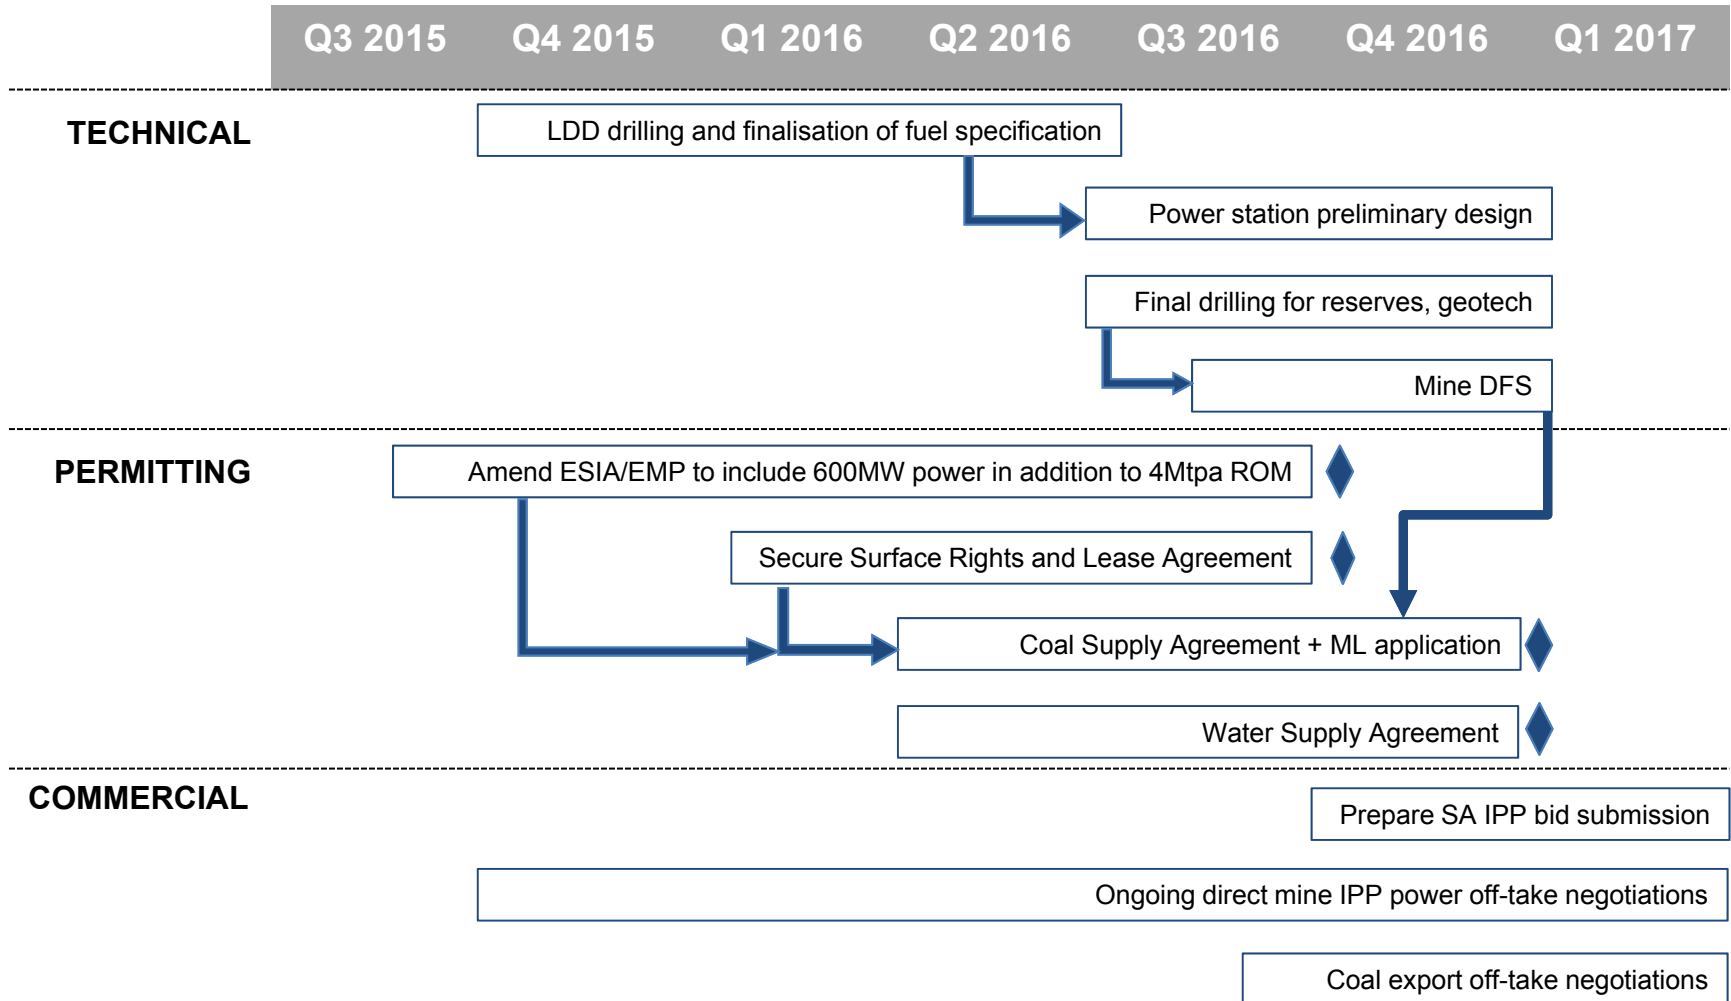 Q3 2015 Q4 2015 Q1 2016 Q2 2016 Q3 2016 Q4 2016 Q1 2017
TECHNICAL
LDD drilling and finalisation of fuel specification
Power station preliminary design
Final drilling for reserves, geotech
Mine DFS
PERMITTING
Amend ESIA/EMP to include 600MW power in addition to 4Mtpa ROM
Secure Surface Rights and Lease Agreement
Coal Supply Agreement + ML application
Water Supply Agreement
COMMERCIAL
Prepare SA IPP bid submission
Ongoing direct mine IPP power off-take negotiations
Coal export off-take negotiations